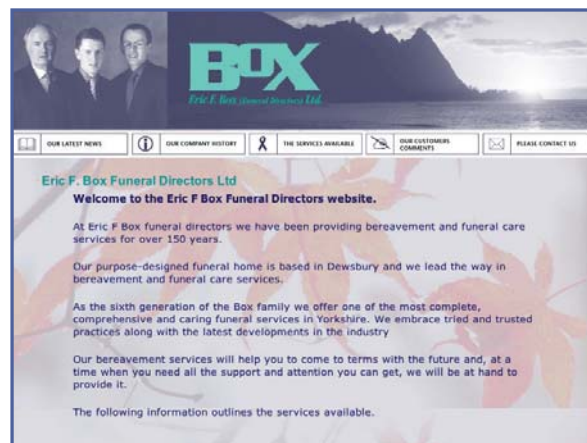 BOX
Eric F. Box (Funeral Directors) Ltd.
OUR LATEST NEWS
OUR COMPANY HISTORY
THE SERVICES AVAILABLE
OUR CUSTOMERS
COMMENTS
PLEASE CONTACT US
Eric F. Box Funeral Directors Ltd
Welcome to the Eric F Box Funeral Directors website.
At Eric F Box funeral directors we have been providing bereavement and funeral care
services for over 150 years.
Our purpose-designed funeral home is based in Dewsbury and we lead the way in
bereavement and funeral care services.
As the sixth generation of the Box family we offer one of the most complete,
comprehensive and caring funeral services in Yorkshire. We embrace tried and trusted
practices along with the latest developments in the industry
Our bereavement services will help you to come to terms with the future and, at a
time when you need all the support and attention you can get, we will be at hand to
provide it.
The following information outlines the services available.